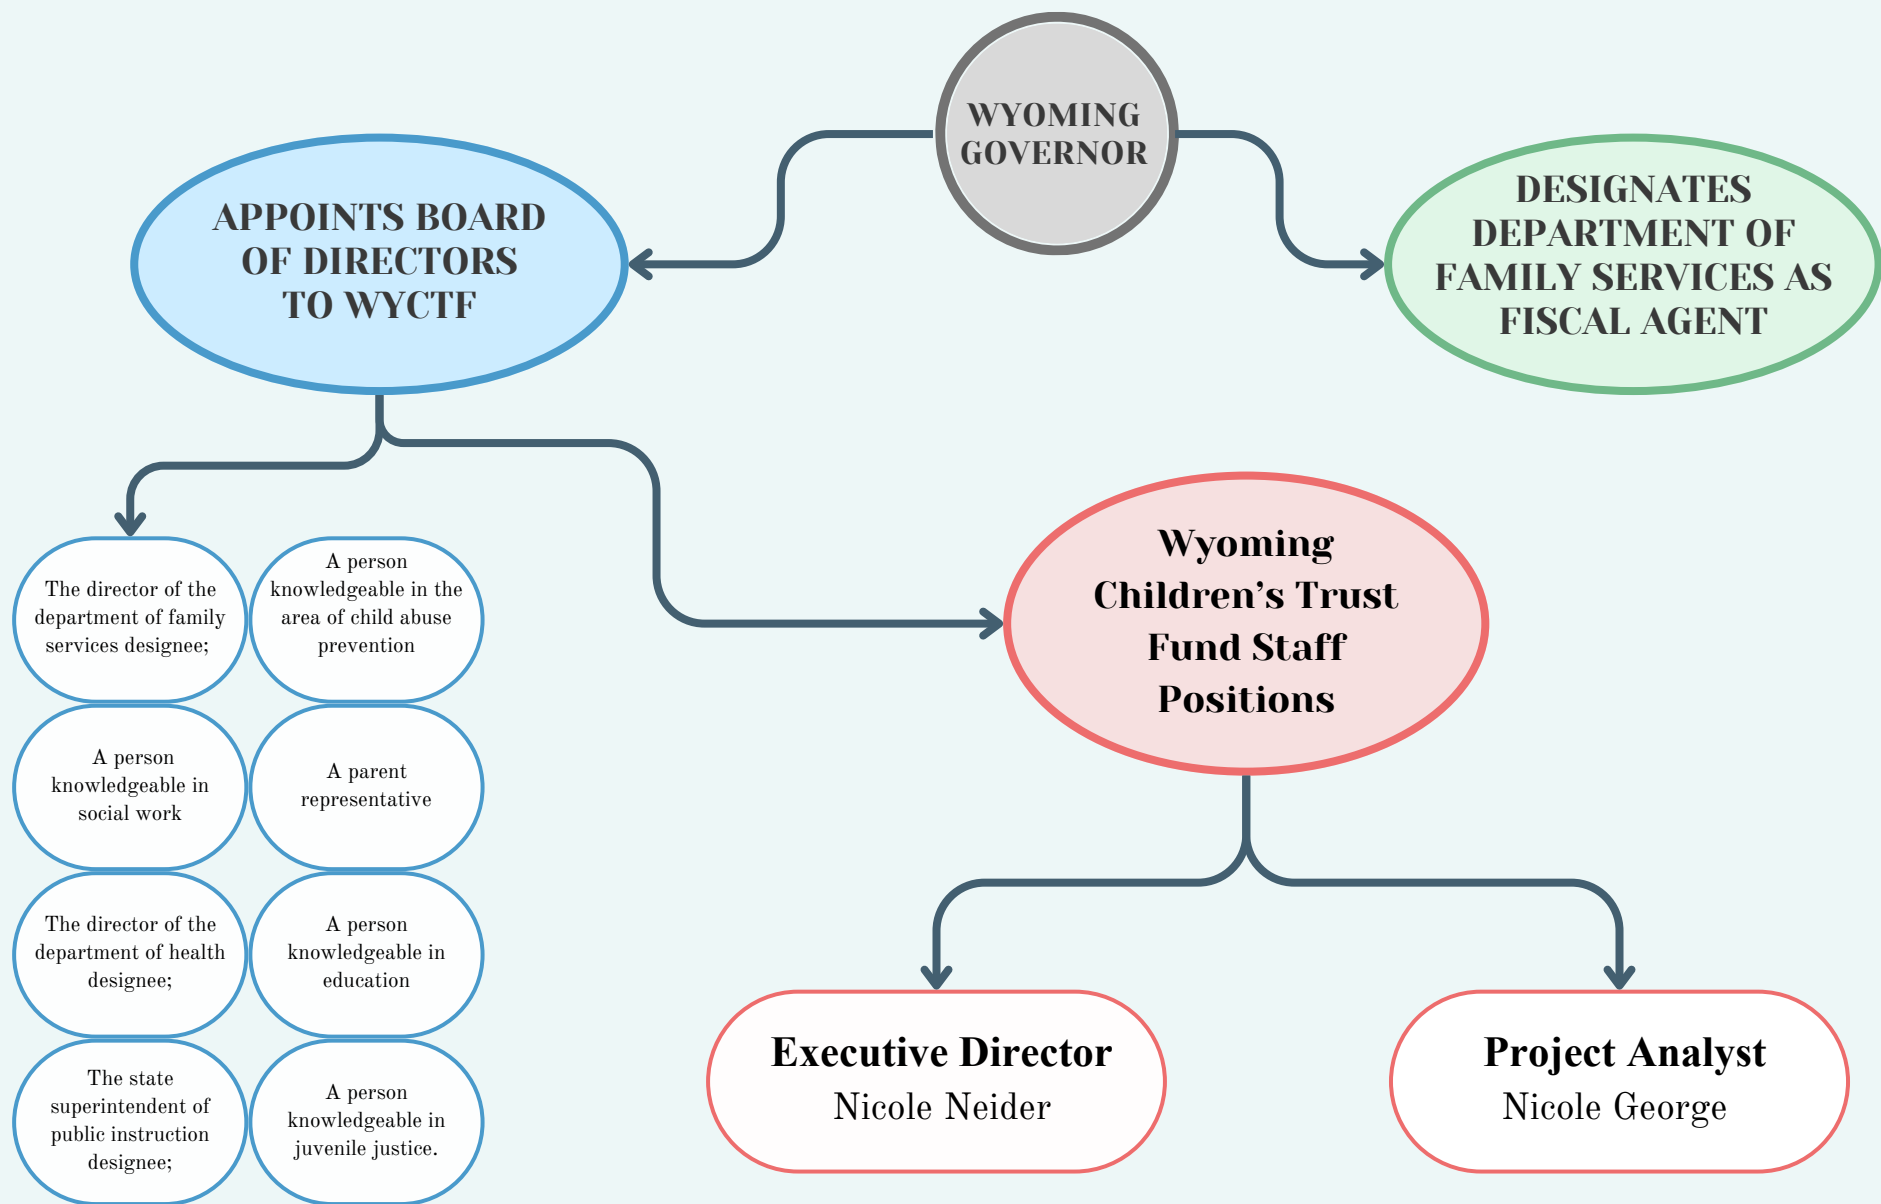 WYOMING
GOVERNOR
APPOINTS BOARD
OF DIRECTORS
TO WYCTF
DESIGNATES
DEPARTMENT OF
FAMILY SERVICES AS
FISCAL AGENT
The director of the
department of family
services designee;
A person
knowledgeable in the
area of child abuse
prevention
A person
knowledgeable in
social work
A parent
representative
The director of the
department of health
designee;
A person
knowledgeable in
education
The state
superintendent of
public instruction
designee;
A person
knowledgeable in
juvenile justice.
Wyoming
Children’s Trust
Fund Staff
Positions
Executive Director
Nicole Neider
Project Analyst
Nicole George